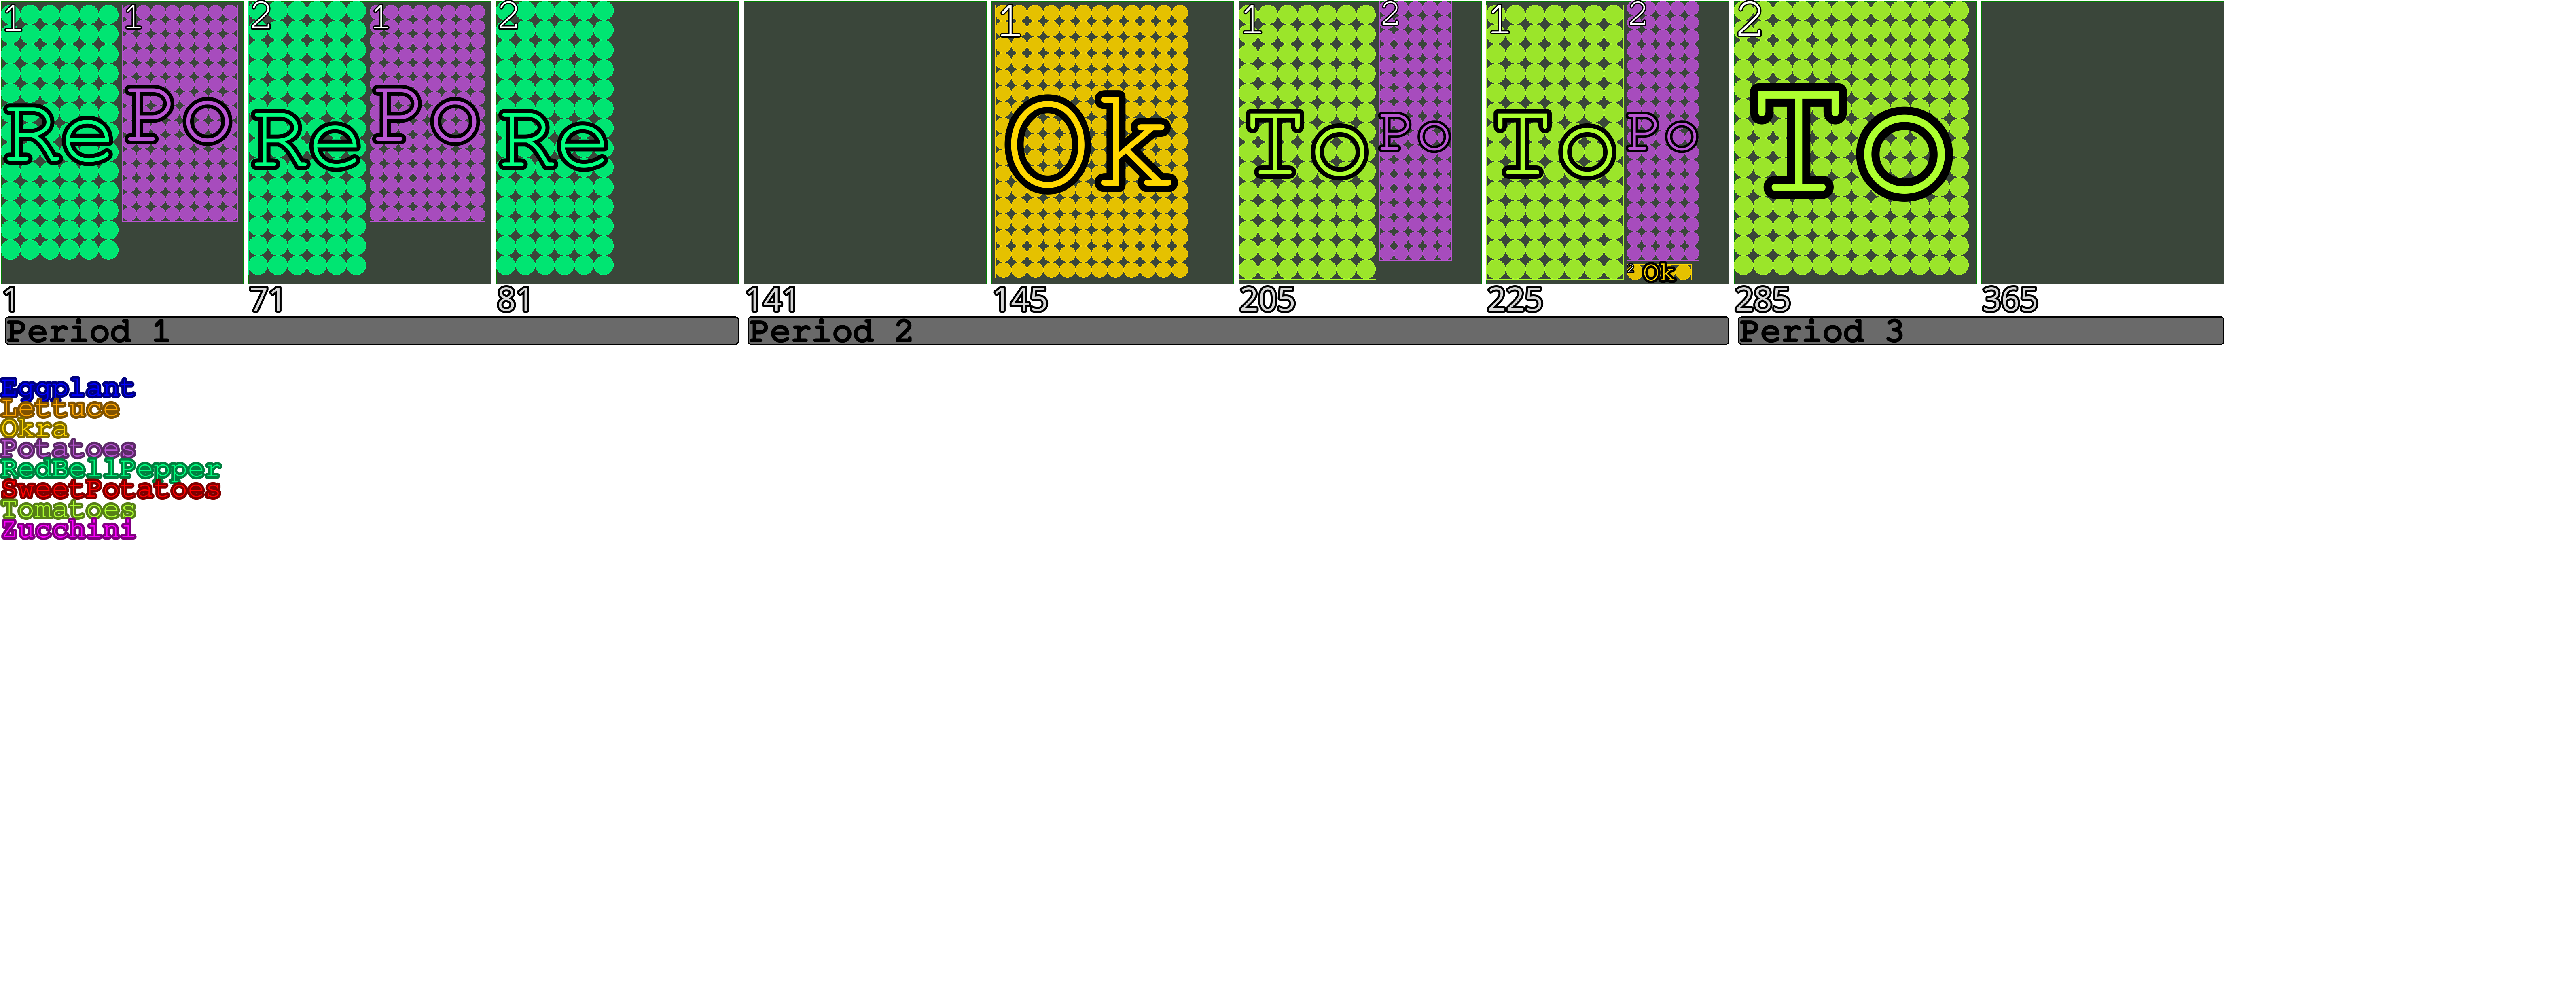 1 1 2 1 2 1 1 2 1 2 2
Re Po Re Po Re Ok To Po To Po To
2 Ok
1 71 81 141 145 205 225 285 365
Period 1 Period 2 Period 3
Eggplant
Lettuce
Okra
Potatoes
RedBellPepper
SweetPotatoes
Tomatoes
Zucchini